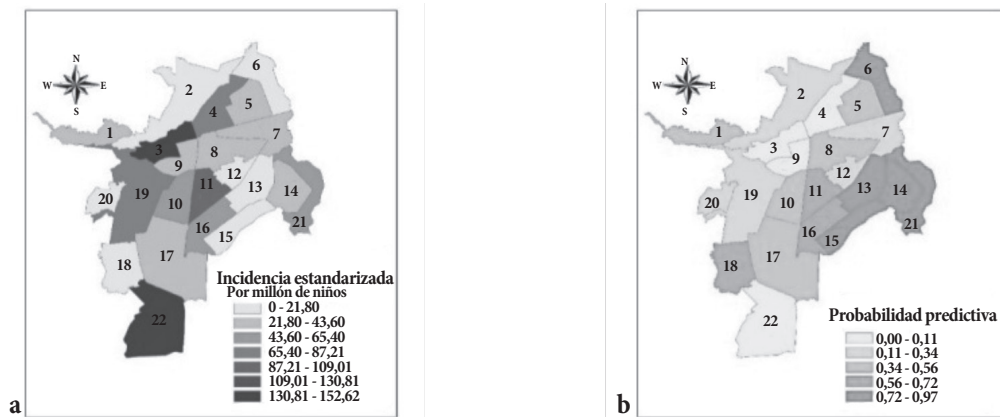 N
W E
S
6
2
5
4
1
7
3
8
9
12
11
13
19
14
20
10
21
16
15
17
18
22
Incidencia estandarizada
Por millón de niños
0 - 21,80
21,80 - 43,60
43,60 - 65,40
65,40 - 87,21
87,21 - 109,01
109,01 - 130,81
130,81 - 152,62
a
N
W E
S
6
2
5
4
1
7
3
8
9
12
11
13
14
19
20
10
21
16
15
17
18
22
Probabilidad predictiva
0,00 - 0,11
0,11 - 0,34
0,34 - 0,56
0,56 - 0,72
0,72 - 0,97
b